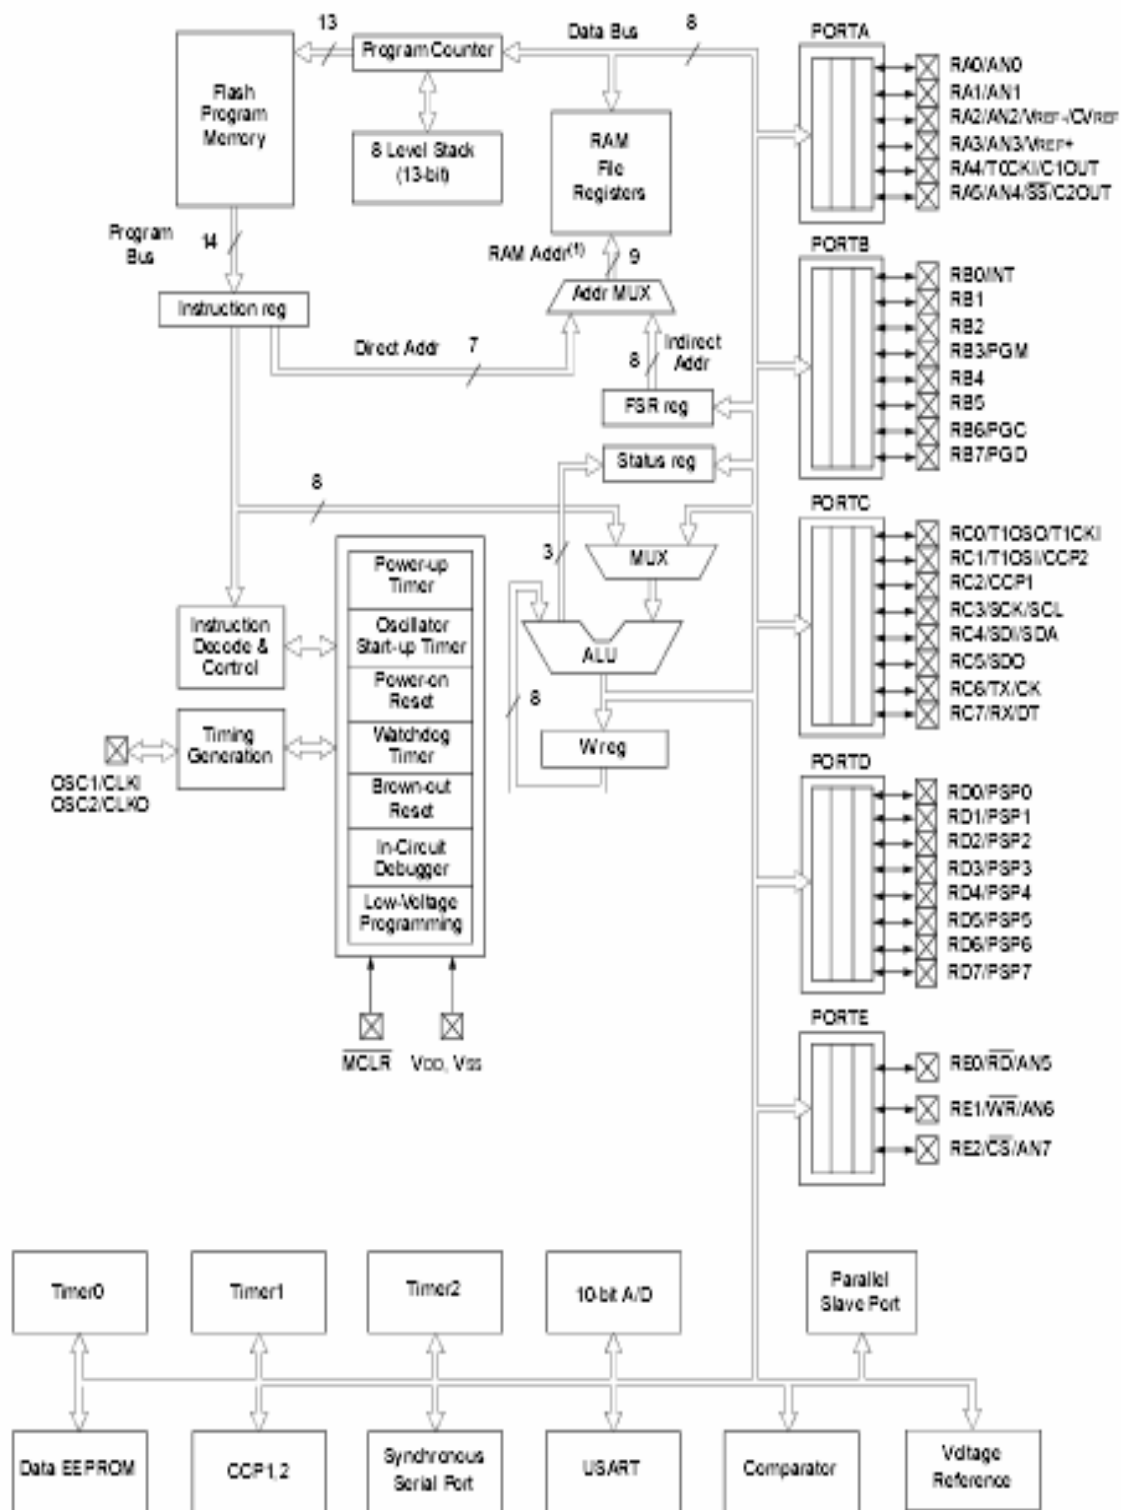 13
Data Bus
8
PORTA
Program Counter
Flash
Program
Memory
8 Level Stack
(13-bit)
RAM
File
Registers
RA0/AN0
RA1/AN1
RA2/AN2/VREF-/CVREF
RA3/AN3/VREF+
RA4/T0CKI/C1OUT
RA5/AN4/SS/C2OUT
Program
Bus
14
RAM Addr(1)
9
PORTB
Instruction reg
Addr MUX
Direct Addr
7
8
Indirect
Addr
FSR reg
RB0/INT
RB1
RB2
RB3/PGM
RB4
RB5
RB6/PGC
RB7/PGD
Status reg
8
3
MUX
PORTC
RC0/T1OSO/T1CKI
RC1/T1OSI/CCP2
RC2/CCP1
RC3/SCK/SCL
RC4/SDI/SDA
RC5/SDO
RC6/TX/CK
RC7/RX/DT
Power-up
Timer
Instruction
Decode &
Control
Oscillator
Start-up Timer
ALU
Power-on
Reset
8
Timing
Generation
Watchdog
Timer
W reg
OSC1/CLKI
OSC2/CLKO
Brown-out
Reset
In-Circuit
Debugger
Low-Voltage
Programming
PORTD
RD0/PSP0
RD1/PSP1
RD2/PSP2
RD3/PSP3
RD4/PSP4
RD5/PSP5
RD6/PSP6
RD7/PSP7
MCLR
VDD, VSS
PORTE
RE0/RD/AN5
RE1/WR/AN6
RE2/CS/AN7
Timer0
Timer1
Timer2
10-bit A/D
Parallel
Slave Port
Data EEPROM
CCP1,2
Synchronous
Serial Port
USART
Comparator
Voltage
Reference